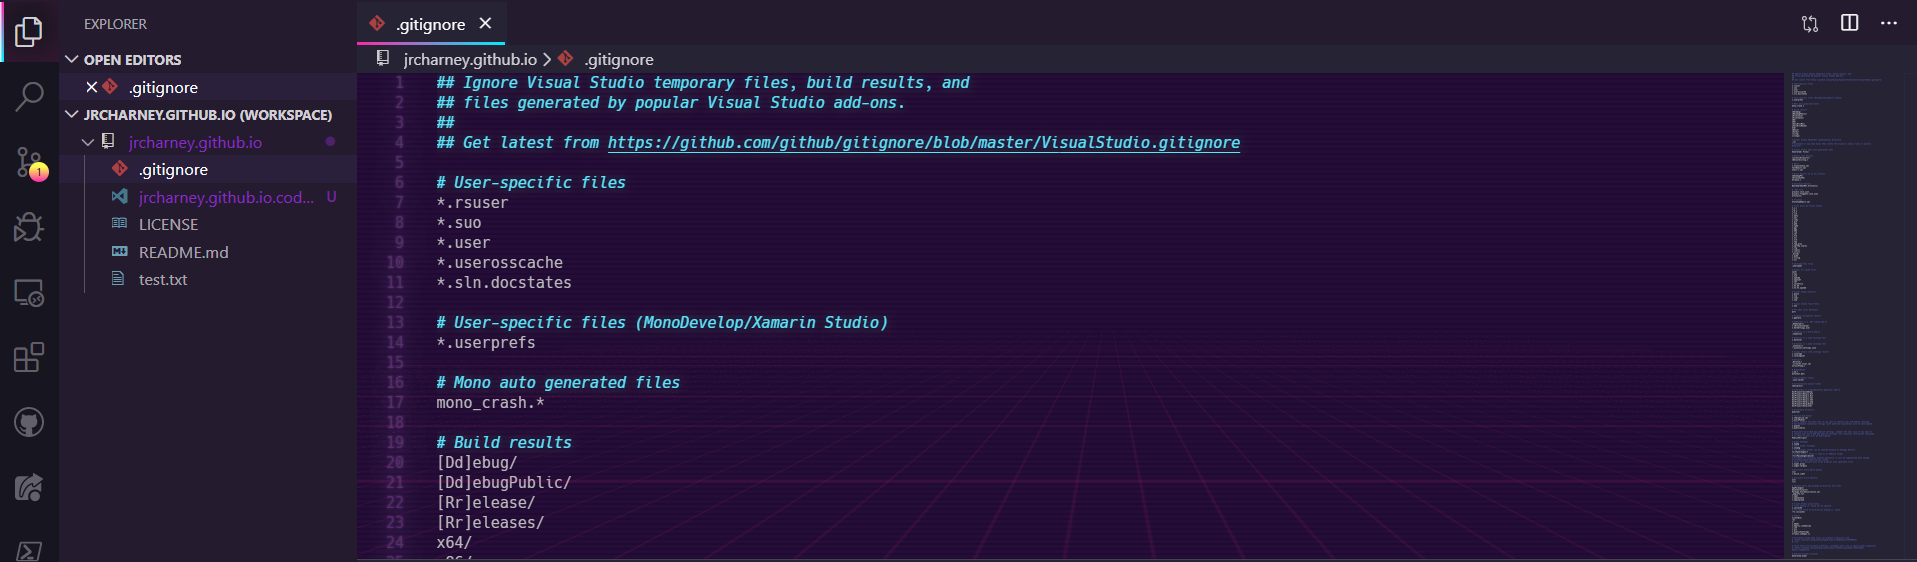 EXPLORER
OPEN EDITORS
.gitignore
JRCHARNEY.GITHUB.IO (WORKSPACE)
jrcharney.github.io
.gitignore
jrcharney.github.io.cod... U
LICENSE
README.md
test.txt
1
.gitignore
jrcharney.github.io > .gitignore
1 ## Ignore Visual Studio temporary files, build results, and
2 ## files generated by popular Visual Studio add-ons.
3 ##
4 ## Get latest from https://github.com/github/gitignore/blob/master/VisualStudio.gitignore
5
6 # User-specific files
7 *.rsuser
8 *.suo
9 *.user
10 *.userosscache
11 *.sln.docstates
12
13 # User-specific files (MonoDevelop/Xamarin Studio)
14 *.userprefs
15
16 # Mono auto generated files
17 mono_crash.*
18
19 # Build results
20 [Dd]ebug/
21 [Dd]ebugPublic/
22 [Rr]elease/
23 [Rr]eleases/
24 x64/